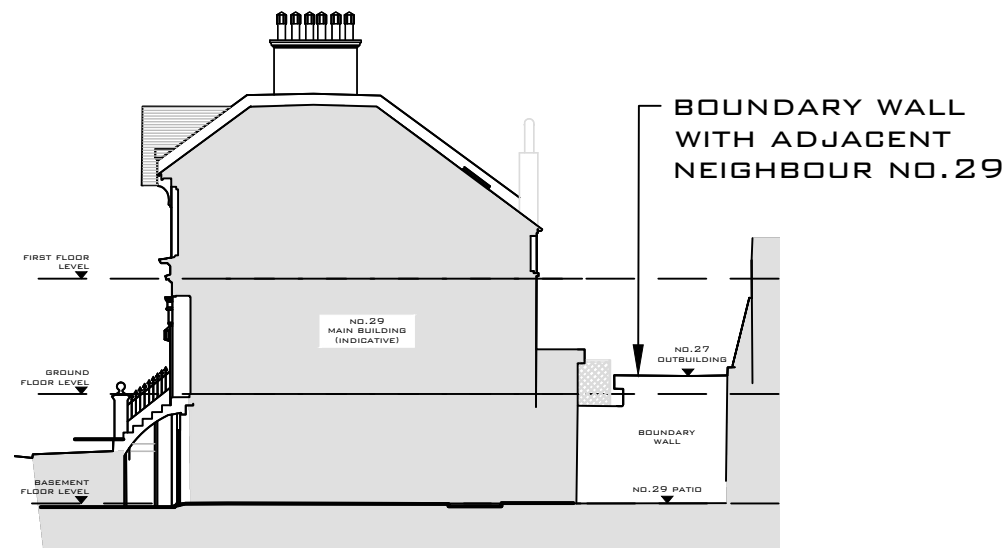 BOUNDARY WALL
WITH ADJACENT
NEIGHBOUR NO.29
FIRST FLOOR
LEVEL
NO.29
MAIN BUILDING
(INDICATIVE)
NO.27
OUTBUILDING
GROUND
FLOOR LEVEL
BOUNDARY
WALL
BASEMENT
FLOOR LEVEL
NO.29 PATIO